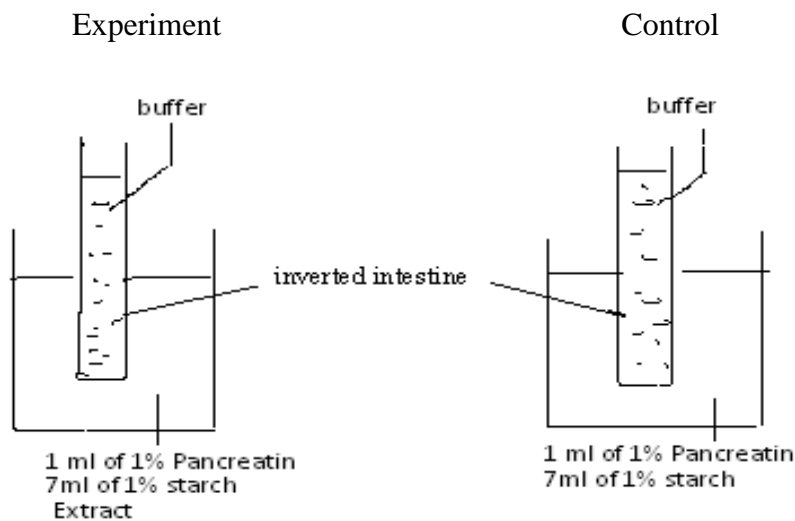 Experiment
Control
buffer
buffer
inverted intestine
1 ml of 1% Pancreatin
7ml of 1% starch
Extract
1 ml of 1% Pancreatin
7ml of 1% starch